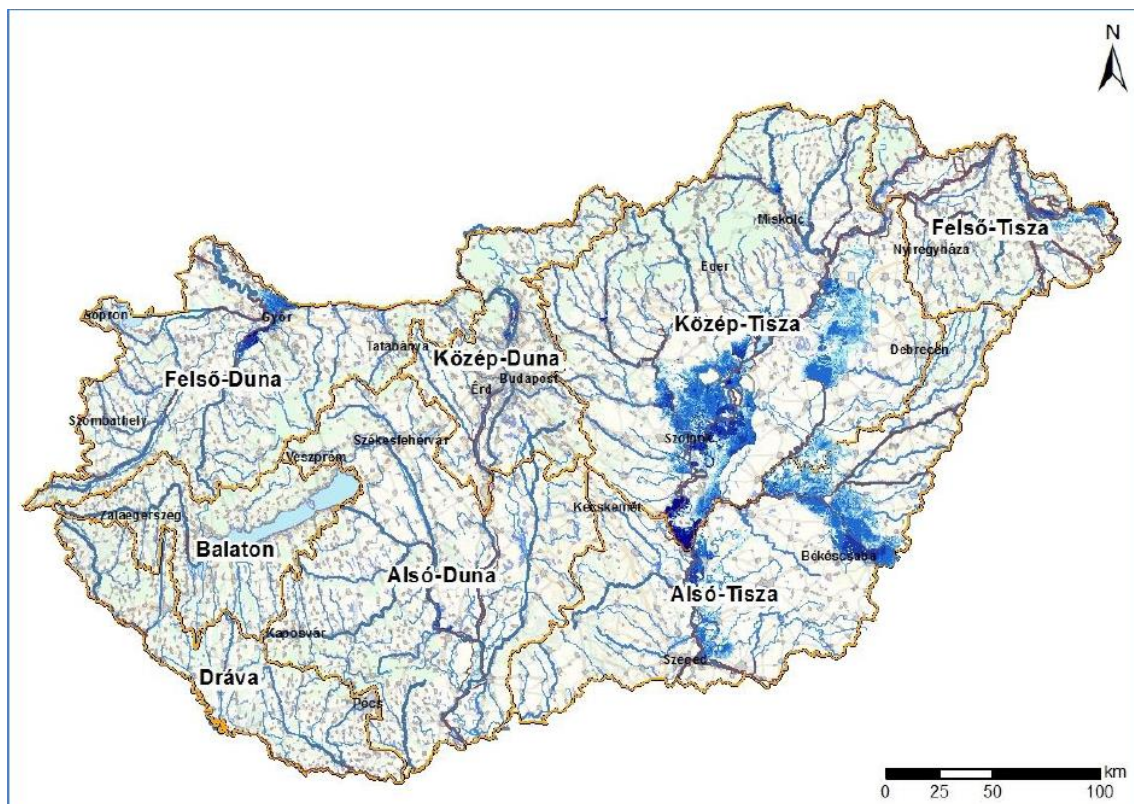 N
Miskolc
Felső-Tisza
Nyíregyháza
Eger
Sopron
Győr
Közép-Tisza
Tatabánya
Debrecen
Közép-Duna
Felső-Duna
Érd
Budapest
Szombathely
Székesfehérvár
Szolnok
Veszprém
Kecskemét
Zalaegerszeg
Balaton
Békéscsaba
Alsó-Duna
Alsó-Tisza
Kaposvár
Szeged
Dráva
Pécs
km
0 25 50 100